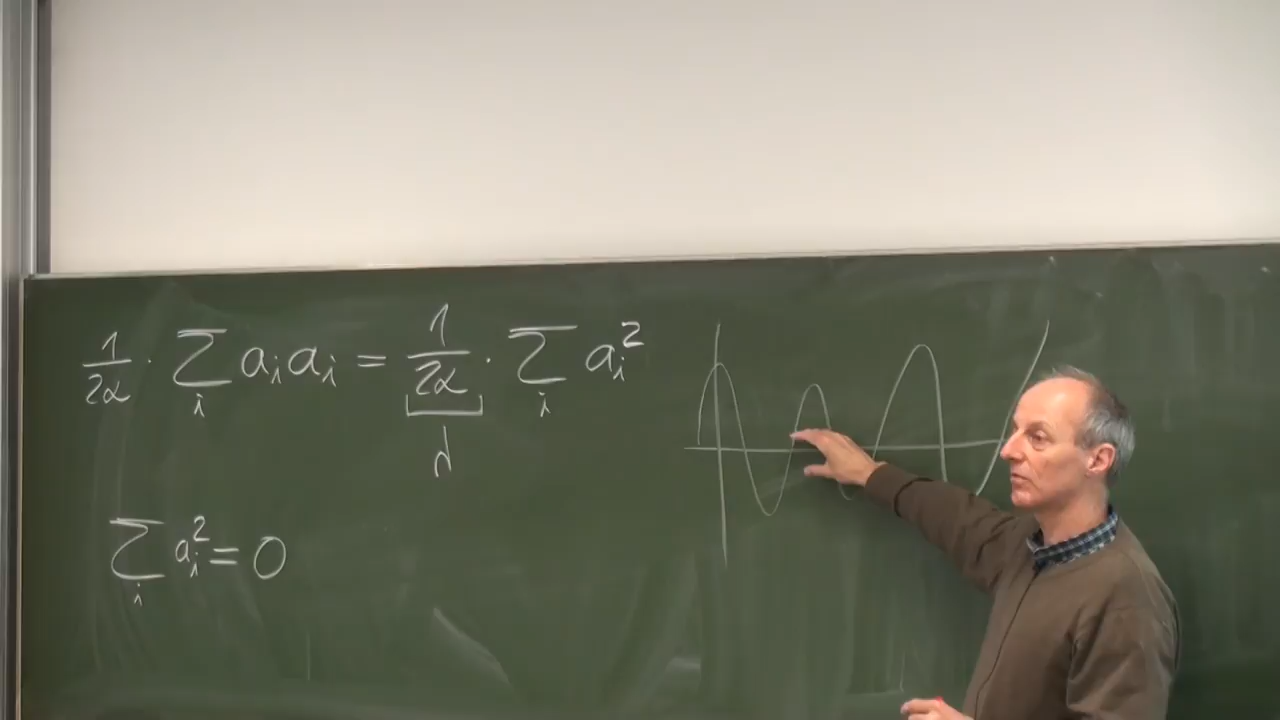 1/2α · Σ_i a_i a_i = 1/2α · Σ_i a_i²
d
Σ_i a_i² = 0